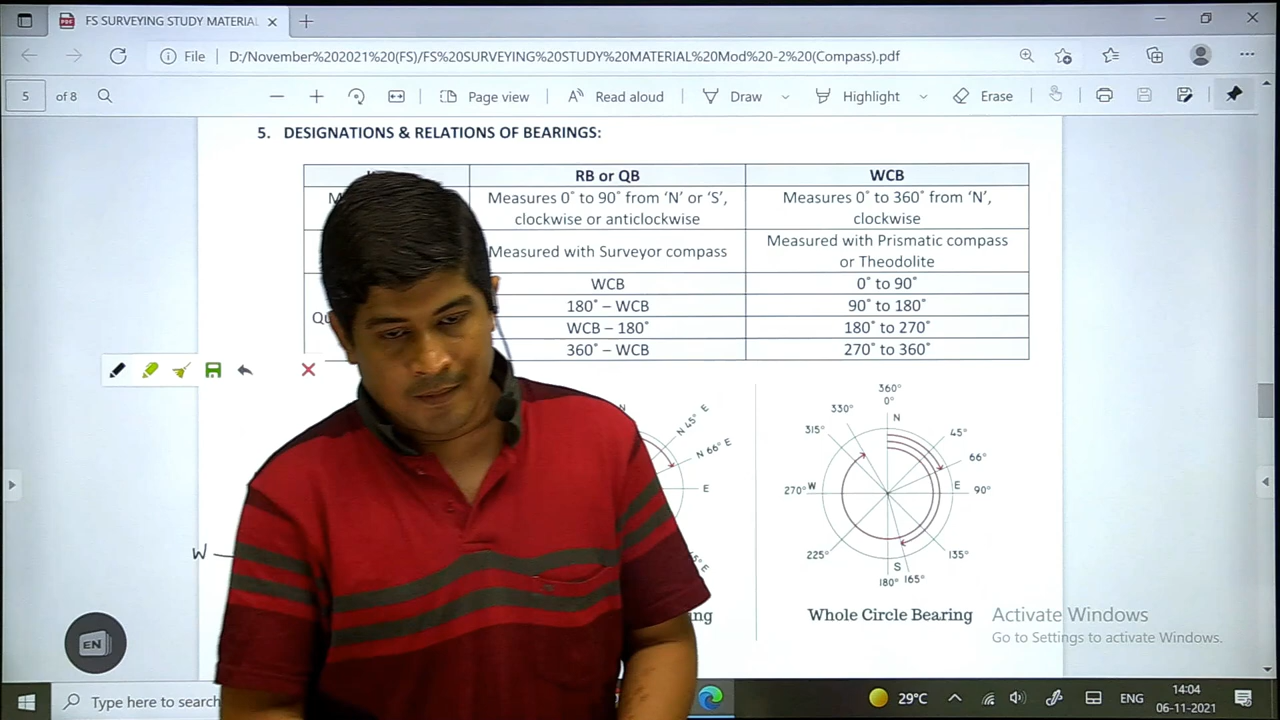 FS SURVEYING STUDY MATERIAL
File
D:/November%202021%20(FS)/FS%20SURVEYING%20STUDY%20MATERIAL%20Mod%20-2%20(Compass).pdf
5 of 8
Page view
Read aloud
Draw
Highlight
Erase
5. DESIGNATIONS & RELATIONS OF BEARINGS:
RB or QB WCB
Measures 0˚ to 90˚ from ‘N’ or ‘S’, clockwise or anticlockwise
Measures 0˚ to 360˚ from ‘N’, clockwise
Measured with Surveyor compass
Measured with Prismatic compass or Theodolite
WCB 0˚ to 90˚
180˚ – WCB 90˚ to 180˚
WCB – 180˚ 180˚ to 270˚
360˚ – WCB 270˚ to 360˚
N
N 45° E
N 66° E
E
W
360°
0°
N
330°
315°
45°
66°
270° W
E 90°
225°
135°
S
180° 165°
Whole Circle Bearing
Activate Windows
Go to Settings to activate Windows.
EN
Type here to search
29°C
ENG
14:04
06-11-2021